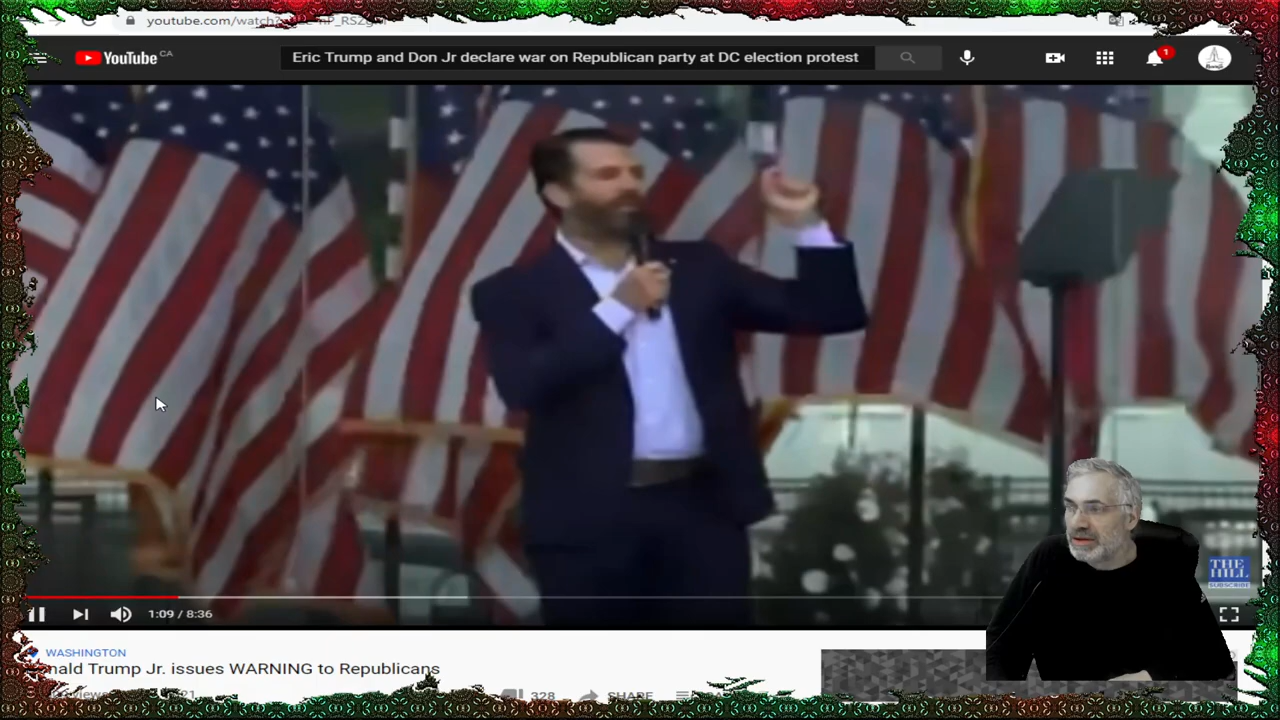 youtube.com/watch?
YouTube CA
Eric Trump and Don Jr declare war on Republican party at DC election protest
1
THE HILL
SUBSCRIBE
1:09 / 8:36
WASHINGTON
nald Trump Jr. issues WARNING to Republicans
328 SHARE